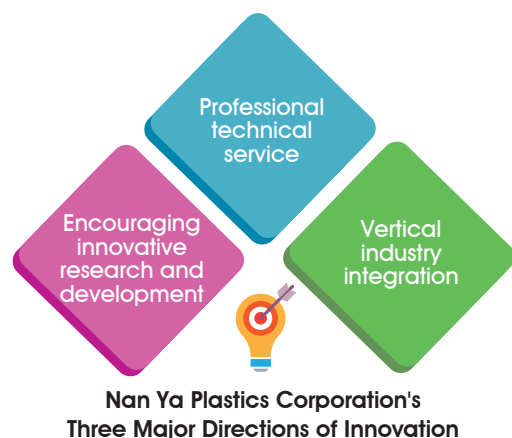 Professional
technical
service
Encouraging
innovative
research and
development
Vertical
industry
integration
Nan Ya Plastics Corporation's
Three Major Directions of Innovation